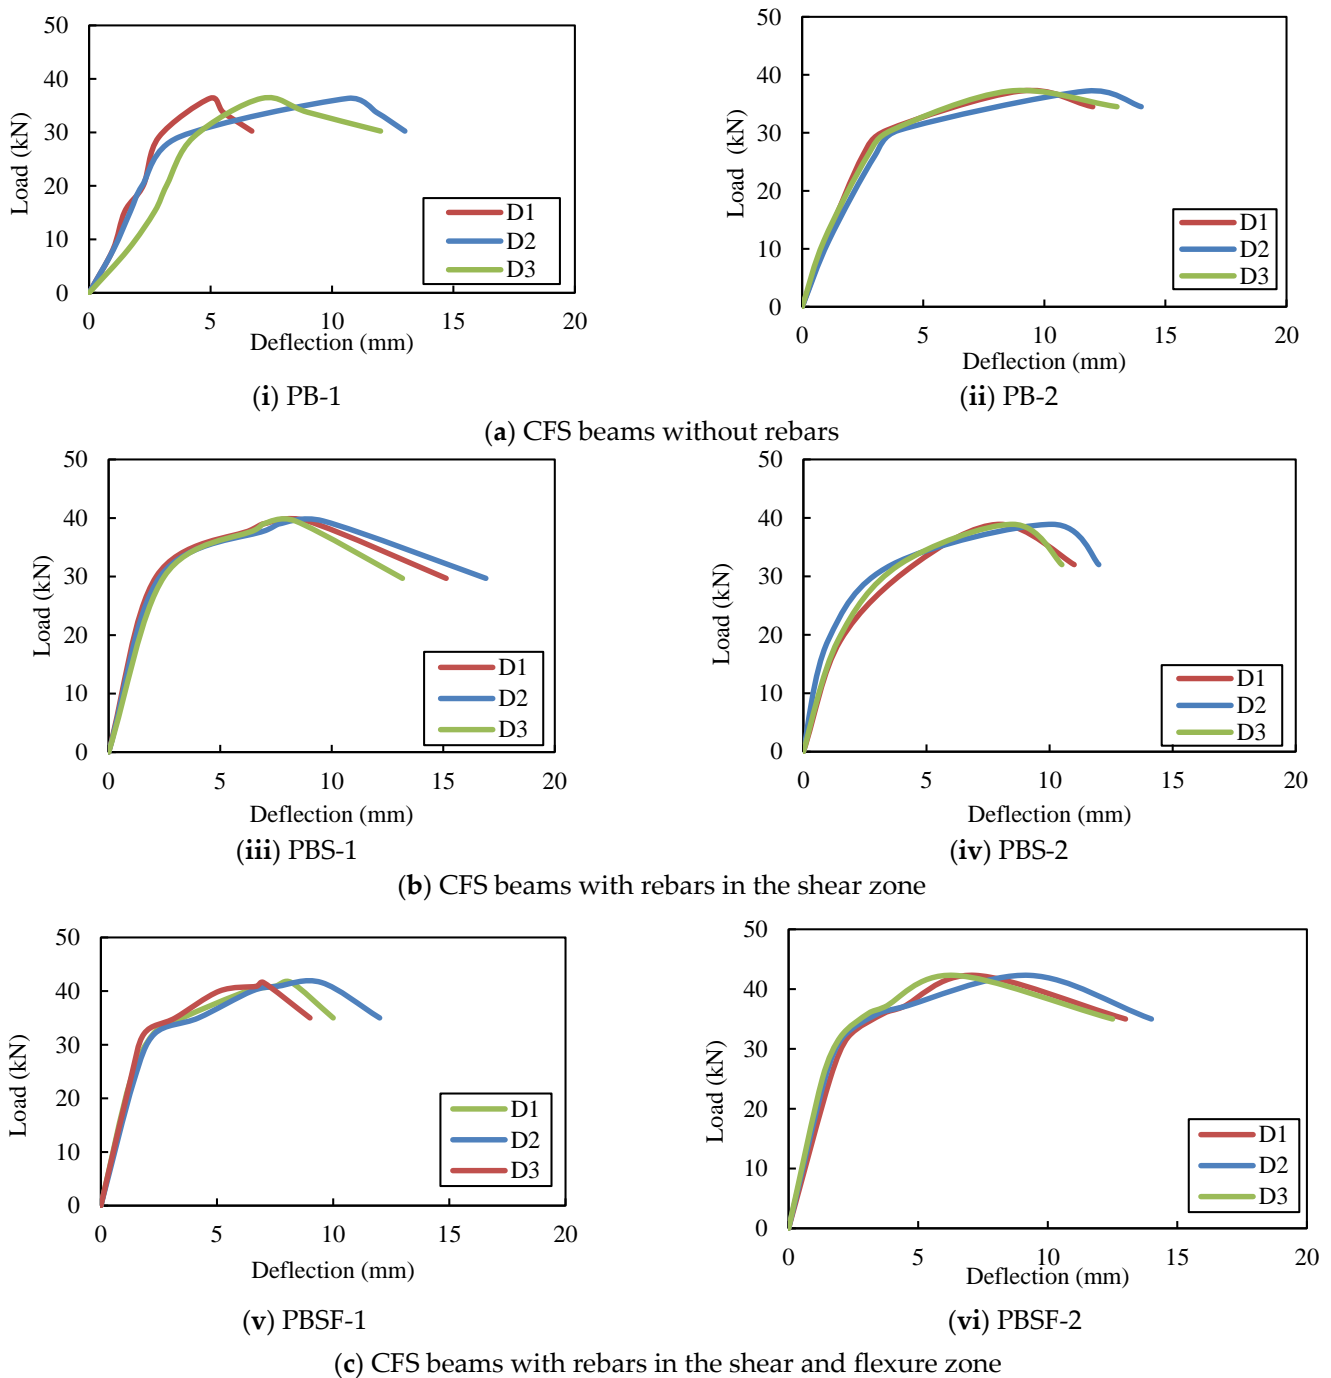 50
40
30
20
10
0
Load (kN)
D1
D2
D3
0 5 10 15 20
Deflection (mm)
(i) PB-1
50
40
30
20
10
0
Load (kN)
D1
D2
D3
0 5 10 15 20
Deflection (mm)
(ii) PB-2
(a) CFS beams without rebars
50
40
30
20
10
0
Load (kN)
D1
D2
D3
0 5 10 15 20
Deflection (mm)
(iii) PBS-1
50
40
30
20
10
0
Load (kN)
D1
D2
D3
0 5 10 15 20
Deflection (mm)
(iv) PBS-2
(b) CFS beams with rebars in the shear zone
50
40
30
20
10
0
Load (kN)
D1
D2
D3
0 5 10 15 20
Deflection (mm)
(v) PBSF-1
50
40
30
20
10
0
Load (kN)
D1
D2
D3
0 5 10 15 20
Deflection (mm)
(vi) PBSF-2
(c) CFS beams with rebars in the shear and flexure zone